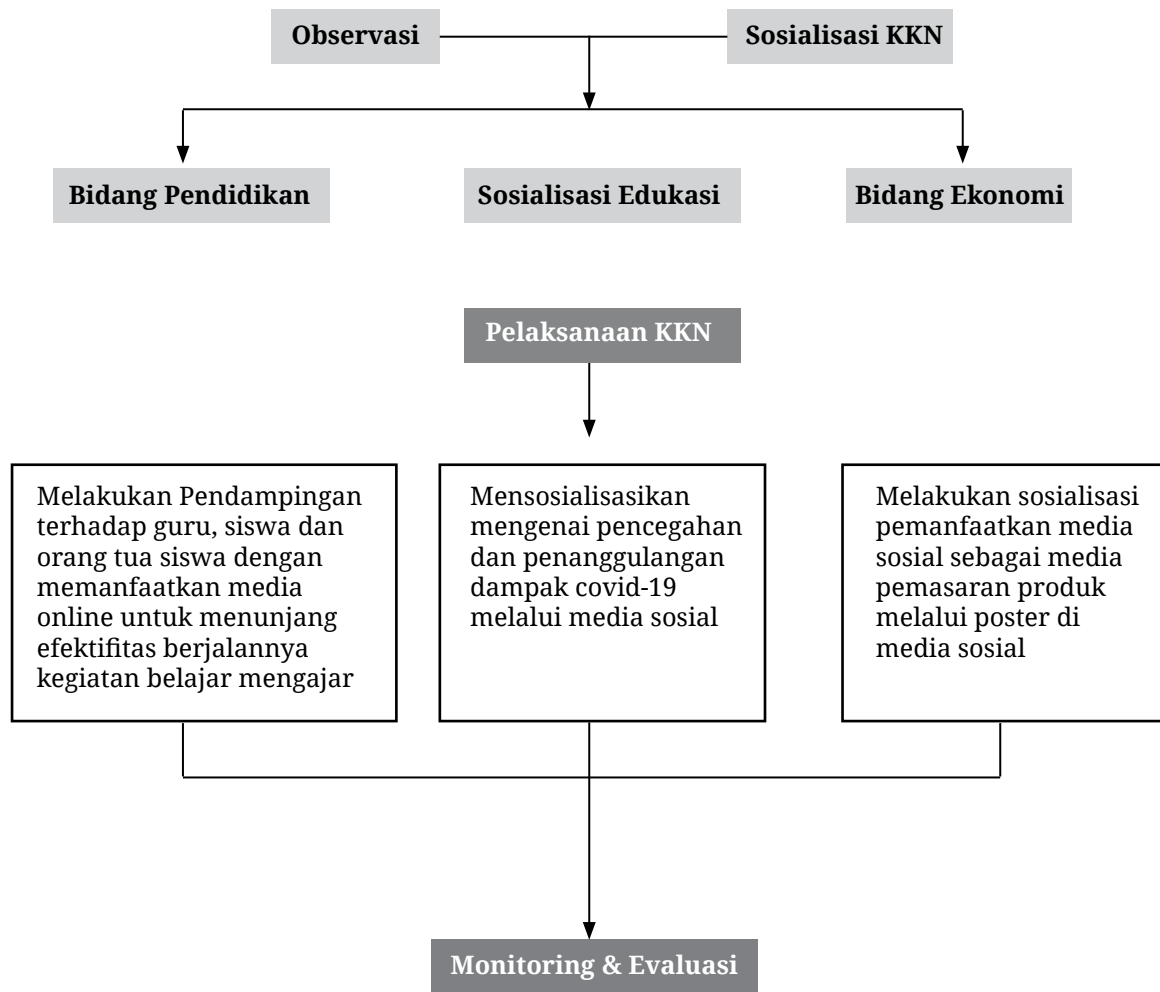 Observasi
Sosialisasi KKN
Bidang Pendidikan
Sosialisasi Edukasi
Bidang Ekonomi
Pelaksanaan KKN
Melakukan Pendampingan
terhadap guru, siswa dan
orang tua siswa dengan
memanfaatkan media
online untuk menunjang
efektifitas berjalannya
kegiatan belajar mengajar
Mensosialisasikan
mengenai pencegahan
dan penanggulangan
dampak covid-19
melalui media sosial
Melakukan sosialisasi
pemanfaatkan media
sosial sebagai media
pemasaran produk
melalui poster di
media sosial
Monitoring & Evaluasi